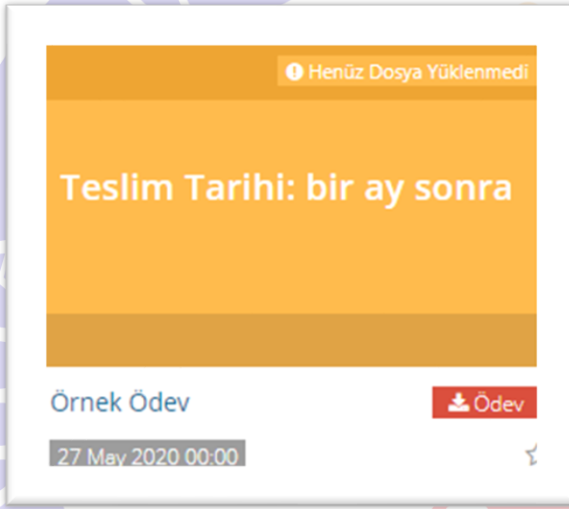 Henüz Dosya Yüklenmedi
Teslim Tarihi: bir ay sonra
Örnek Ödev
Ödev
27 May 2020 00:00